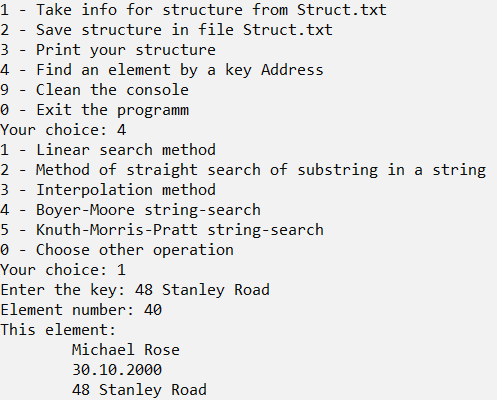 1 - Take info for structure from Struct.txt
2 - Save structure in file Struct.txt
3 - Print your structure
4 - Find an element by a key Address
9 - Clean the console
0 - Exit the programm
Your choice: 4
1 - Linear search method
2 - Method of straight search of substring in a string
3 - Interpolation method
4 - Boyer-Moore string-search
5 - Knuth-Morris-Pratt string-search
0 - Choose other operation
Your choice: 1
Enter the key: 48 Stanley Road
Element number: 40
This element:
Michael Rose
30.10.2000
48 Stanley Road